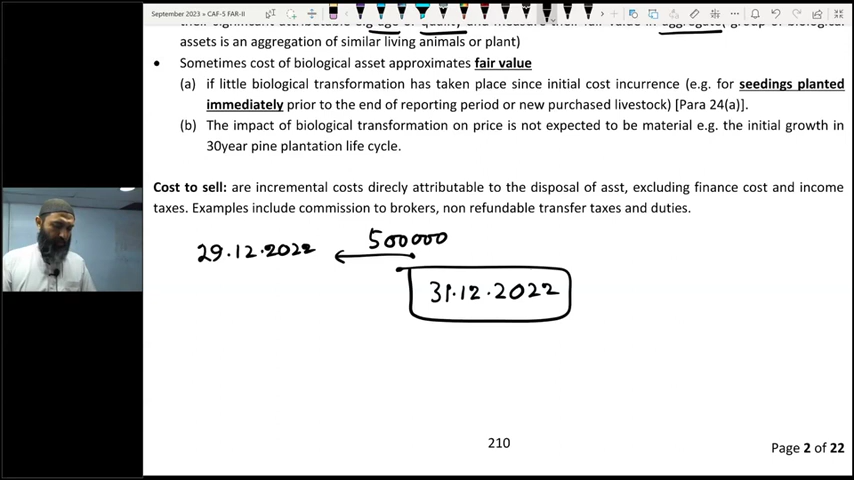 September 2023 » CAF-5 FAR-II
assets is an aggregation of similar living animals or plant)
• Sometimes cost of biological asset approximates fair value
(a) if little biological transformation has taken place since initial cost incurrence (e.g. for seedings planted
immediately prior to the end of reporting period or new purchased livestock) [Para 24(a)].
(b) The impact of biological transformation on price is not expected to be material e.g. the initial growth in
30year pine plantation life cycle.
Cost to sell: are incremental costs direcly attributable to the disposal of asst, excluding finance cost and income
taxes. Examples include commission to brokers, non refundable transfer taxes and duties.
500000
29.12.2022
31.12.2022
210
Page 2 of 22